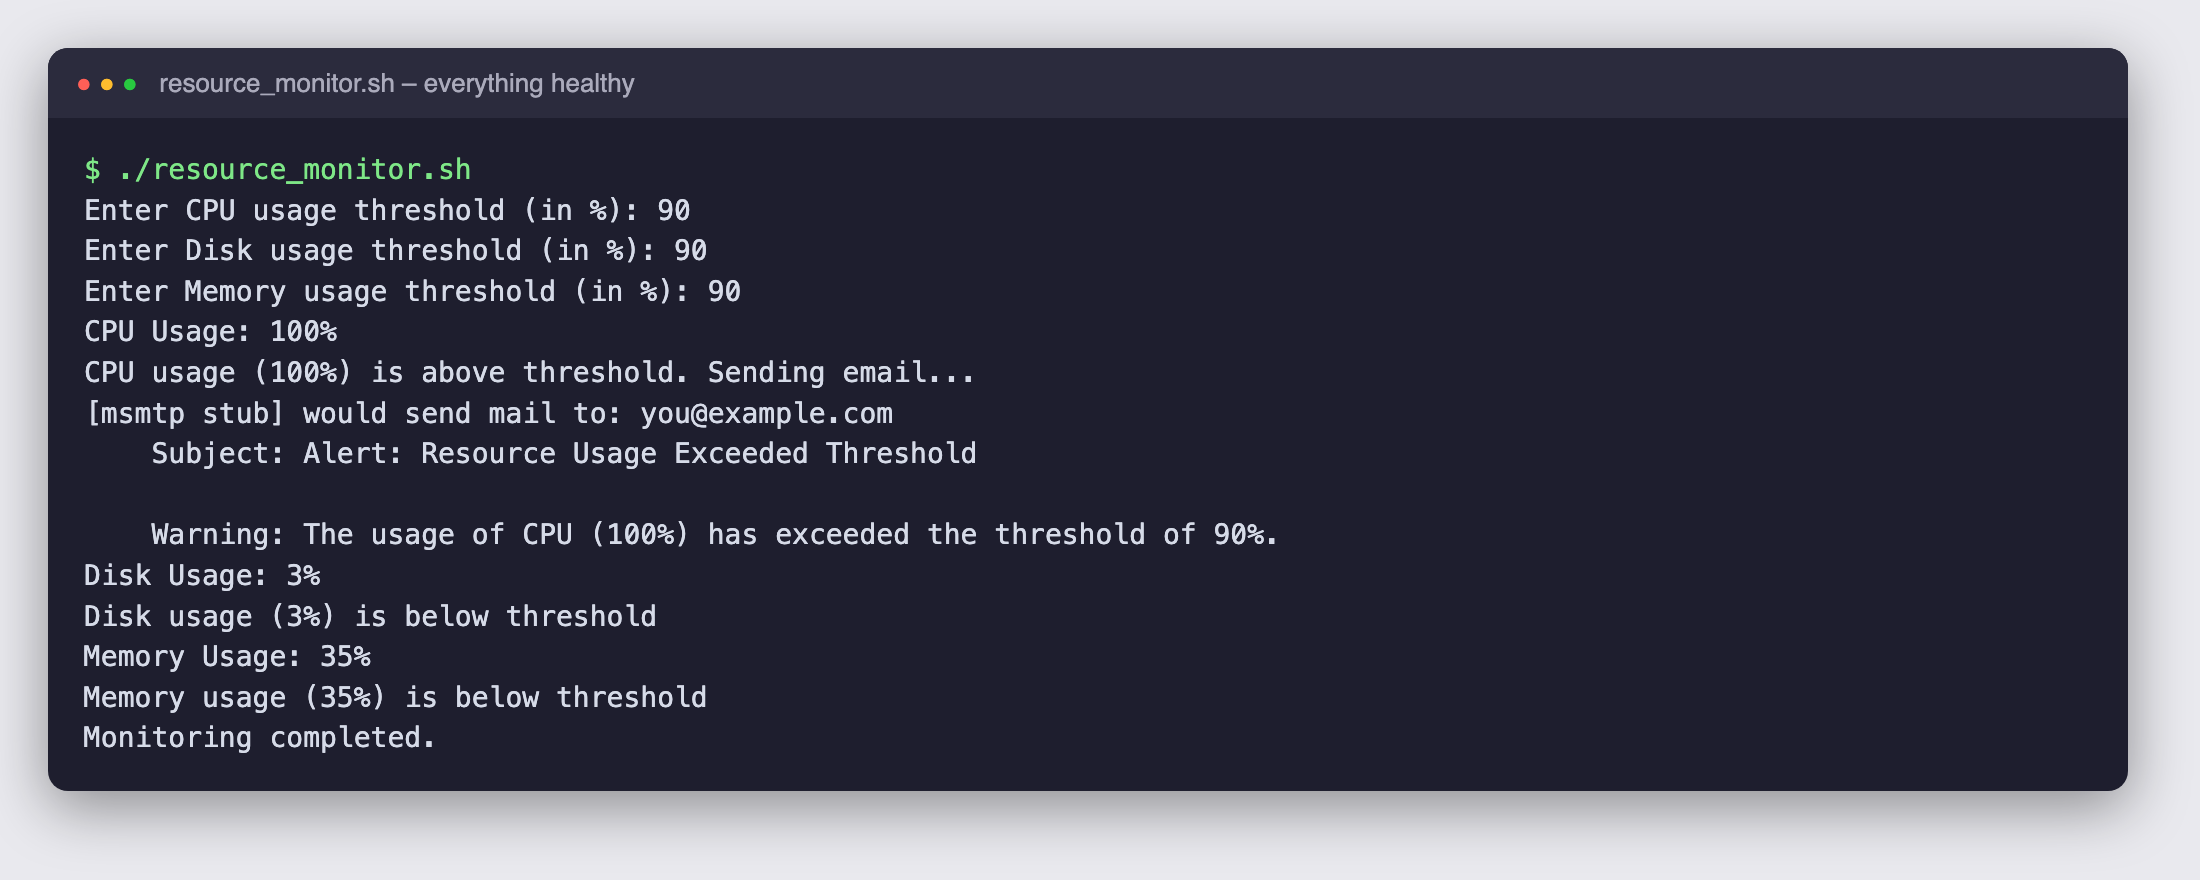 resource_monitor.sh – everything healthy
$ ./resource_monitor.sh
Enter CPU usage threshold (in %): 90
Enter Disk usage threshold (in %): 90
Enter Memory usage threshold (in %): 90
CPU Usage: 100%
CPU usage (100%) is above threshold. Sending email...
[msmtp stub] would send mail to: you@example.com
    Subject: Alert: Resource Usage Exceeded Threshold

    Warning: The usage of CPU (100%) has exceeded the threshold of 90%.
Disk Usage: 3%
Disk usage (3%) is below threshold
Memory Usage: 35%
Memory usage (35%) is below threshold
Monitoring completed.